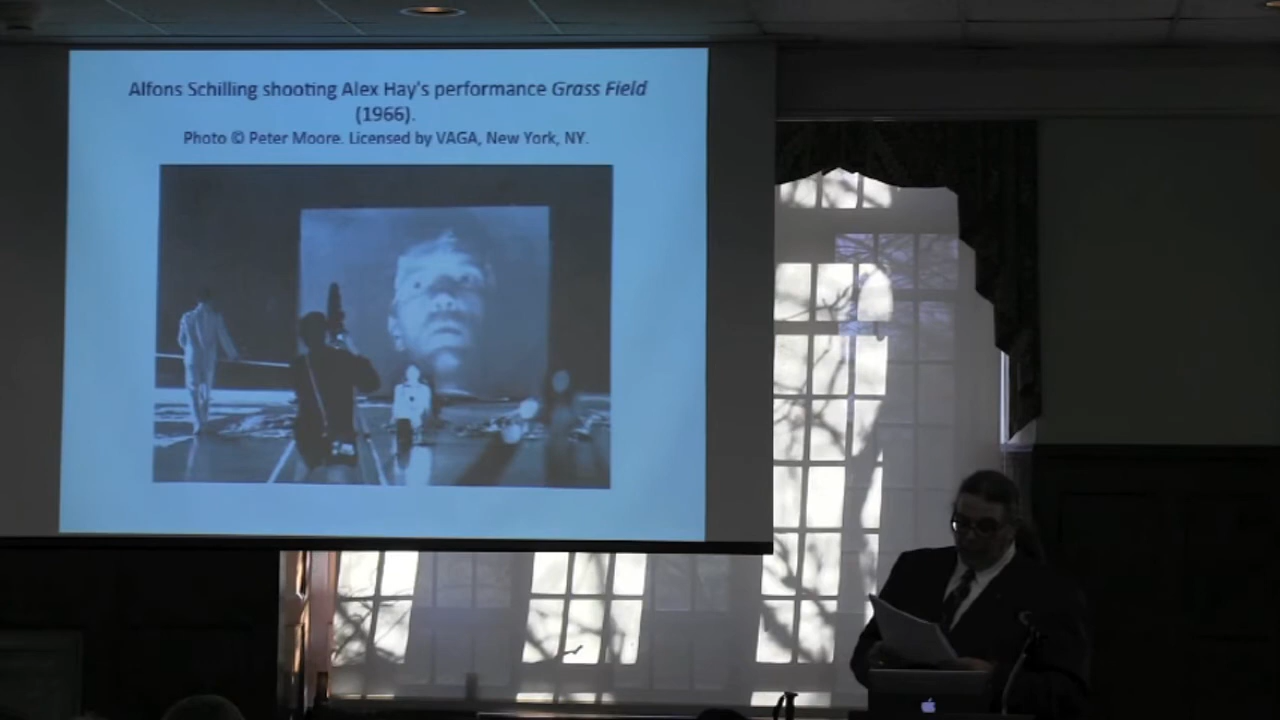 Alfons Schilling shooting Alex Hay's performance Grass Field
(1966).
Photo © Peter Moore. Licensed by VAGA, New York, NY.